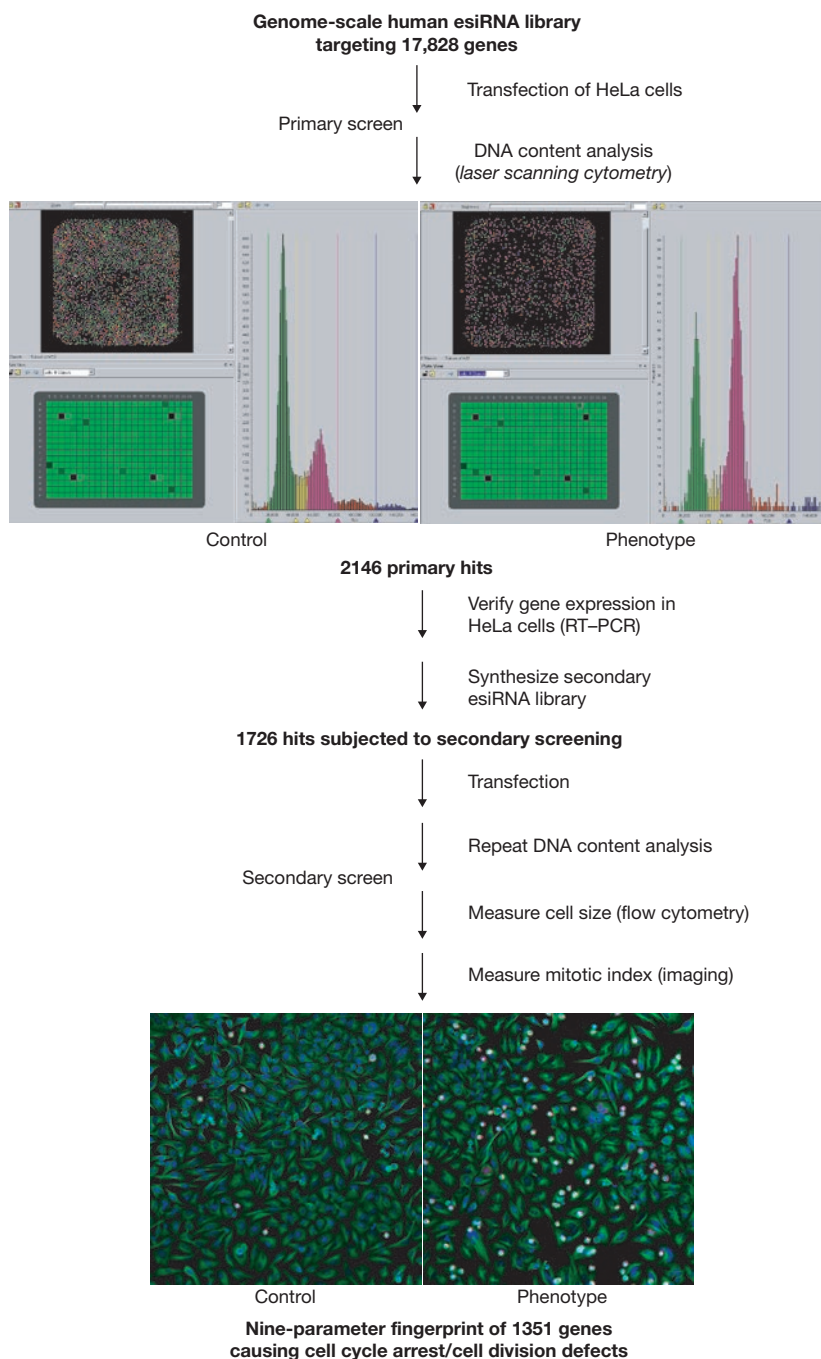 Genome-scale human esiRNA library
targeting 17,828 genes
Transfection of HeLa cells
Primary screen
DNA content analysis
(laser scanning cytometry)
Control
Phenotype
2146 primary hits
Verify gene expression in
HeLa cells (RT–PCR)
Synthesize secondary
esiRNA library
1726 hits subjected to secondary screening
Transfection
Repeat DNA content analysis
Secondary screen
Measure cell size (flow cytometry)
Measure mitotic index (imaging)
Control
Phenotype
Nine-parameter fingerprint of 1351 genes
causing cell cycle arrest/cell division defects